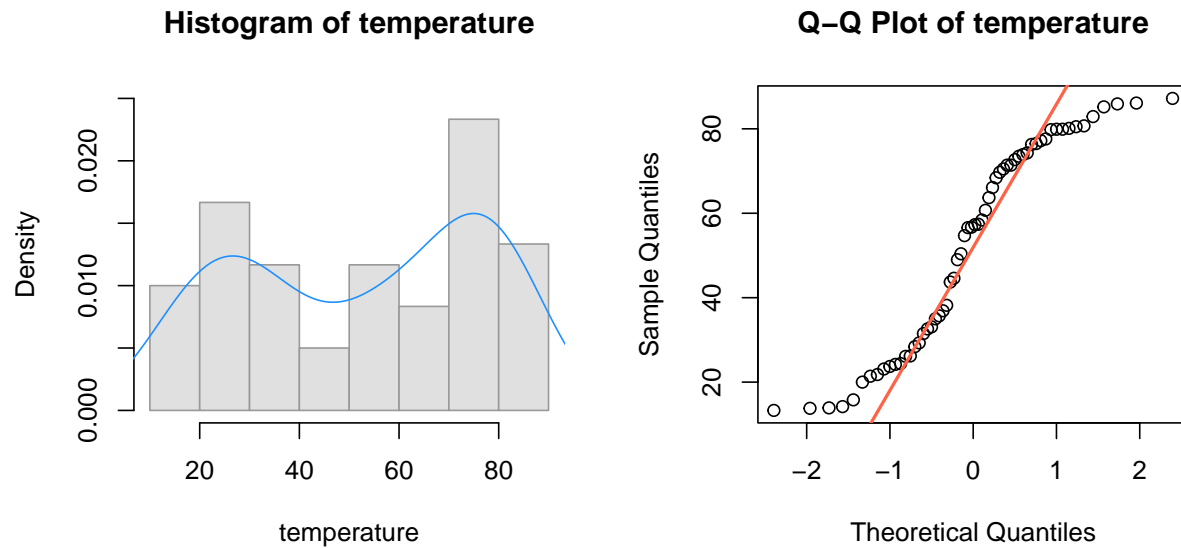 Histogram of temperature
Density
0.000
0.010
0.020
20 40 60 80
temperature
Q−Q Plot of temperature
Sample Quantiles
20
40
60
80
−2 −1 0 1 2
Theoretical Quantiles